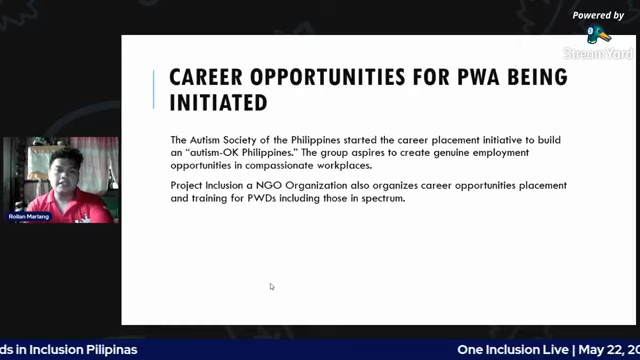 Powered by
StreamYard
CAREER OPPORTUNITIES FOR PWA BEING
INITIATED
The Autism Society of the Philippines started the career placement initiative to build
an “autism-OK Philippines.” The group aspires to create genuine employment
opportunities in compassionate workplaces.
Project Inclusion a NGO Organization also organizes career opportunities placement
and training for PWDs including those in spectrum.
Rollan Marlang
ds in Inclusion Pilipinas
One Inclusion Live | May 22, 20